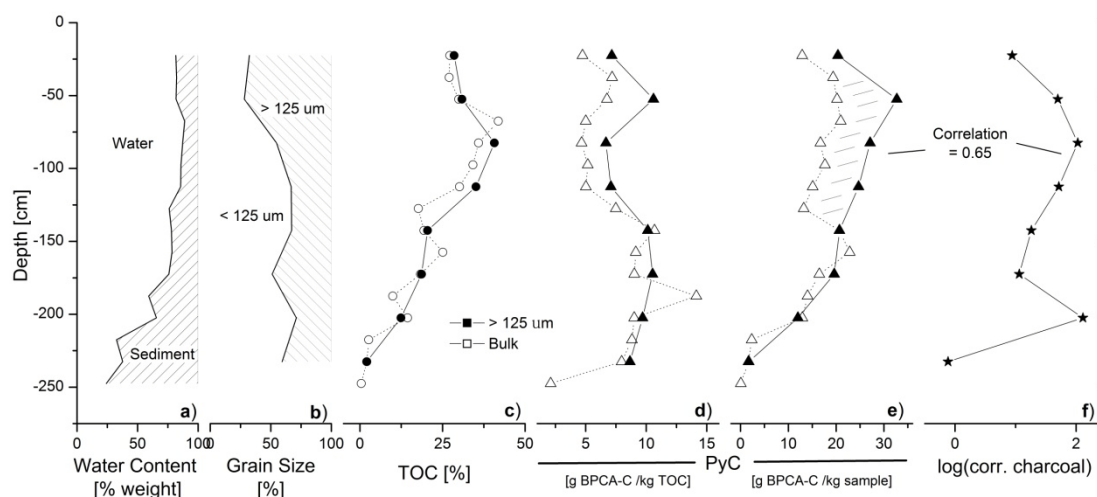 0
-50
-100
-150
-200
-250
Depth [cm]
Water
Sediment
a)
0
50
100
Water Content
[% weight]
> 125 um
< 125 um
b)
0
50
100
Grain Size
[%]
> 125 um
Bulk
c)
0
25
50
TOC [%]
d)
5
10
15
[g BPCA-C /kg TOC]
PyC
e)
0
10
20
30
[g BPCA-C /kg sample]
Correlation
= 0.65
f)
0
2
log(corr. charcoal)